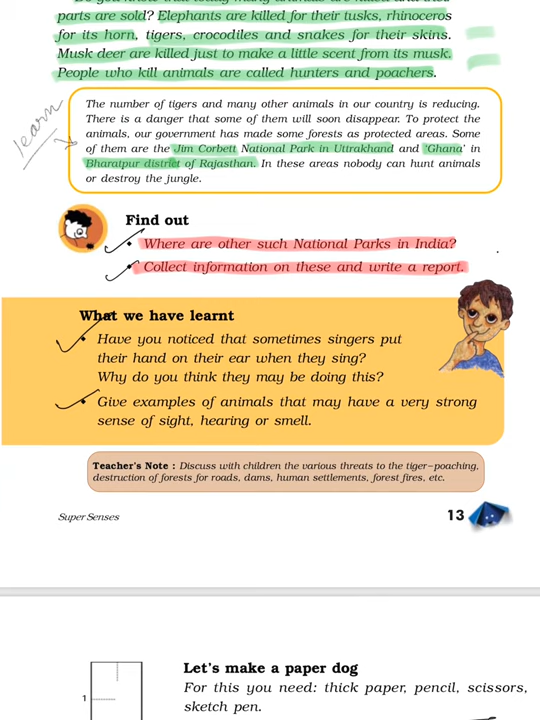 parts are sold? Elephants are killed for their tusks, rhinoceros
for its horn, tigers, crocodiles and snakes for their skins.
Musk deer are killed just to make a little scent from its musk.
People who kill animals are called hunters and poachers.
learn
The number of tigers and many other animals in our country is reducing.
There is a danger that some of them will soon disappear. To protect the
animals, our government has made some forests as protected areas. Some
of them are the Jim Corbett National Park in Uttrakhand and 'Ghana' in
Bharatpur district of Rajasthan. In these areas nobody can hunt animals
or destroy the jungle.
Find out
• Where are other such National Parks in India?
• Collect information on these and write a report.
What we have learnt
• Have you noticed that sometimes singers put
their hand on their ear when they sing?
Why do you think they may be doing this?
• Give examples of animals that may have a very strong
sense of sight, hearing or smell.
Teacher's Note : Discuss with children the various threats to the tiger–poaching,
destruction of forests for roads, dams, human settlements, forest fires, etc.
Super Senses
13
Let's make a paper dog
For this you need: thick paper, pencil, scissors,
sketch pen.
1